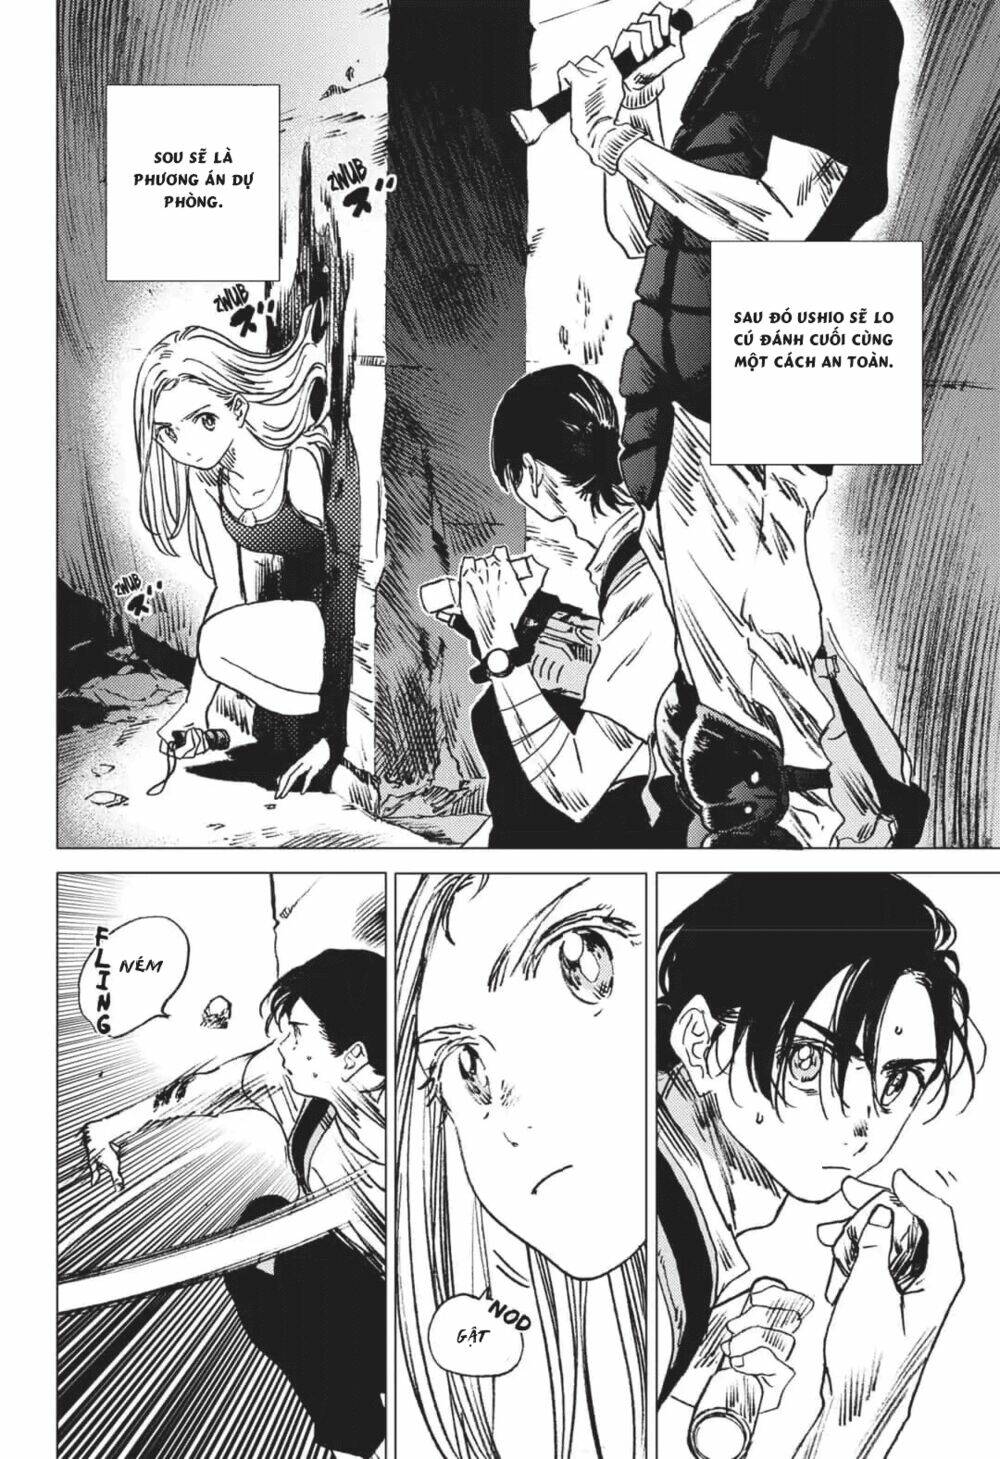 SAU ĐÓ USHIO SẼ LO
CÚ ĐÁNH CUỐI CÙNG
MỘT CÁCH AN TOÀN.
SOU SẼ LÀ
PHƯƠNG ÁN DỰ
PHÒNG.
ZWUB
ズ
ZWUB
ズ
ZWUB
ズ
NOD
GẬT
FLING
NÉM